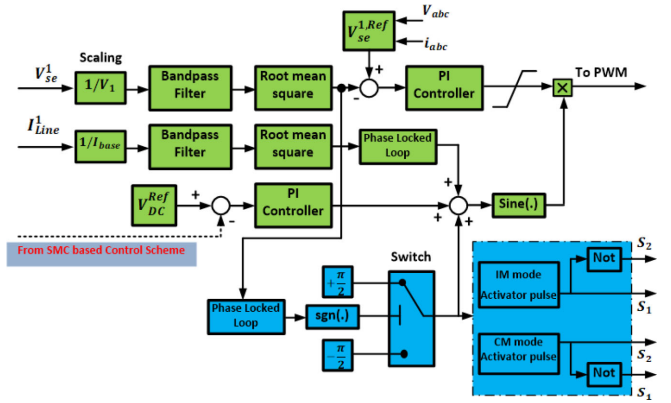 V_abc
V_se^{1,Ref}
i_abc
Scaling
V_se^1
1/V_1
Bandpass
Filter
Root mean
square
+
-
PI
Controller
×
To PWM
I_Line^1
1/I_base
Bandpass
Filter
Root mean
square
Phase Locked
Loop
V_DC^Ref
+
-
PI
Controller
+
+
+
Sine(.)
From SMC based Control Scheme
Switch
+π/2
Phase Locked
Loop
sgn(.)
-π/2
IM mode
Activator pulse
Not
S_2
S_1
CM mode
Activator pulse
Not
S_2
S_1